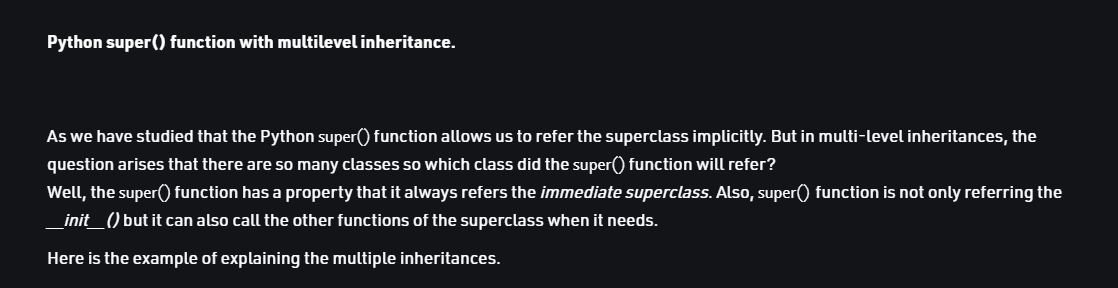 Python super() function with multilevel inheritance.
As we have studied that the Python super() function allows us to refer the superclass implicitly. But in multi-level inheritances, the
question arises that there are so many classes so which class did the super() function will refer?
Well, the super() function has a property that it always refers the immediate superclass. Also, super() function is not only referring the
__init__() but it can also call the other functions of the superclass when it needs.
Here is the example of explaining the multiple inheritances.